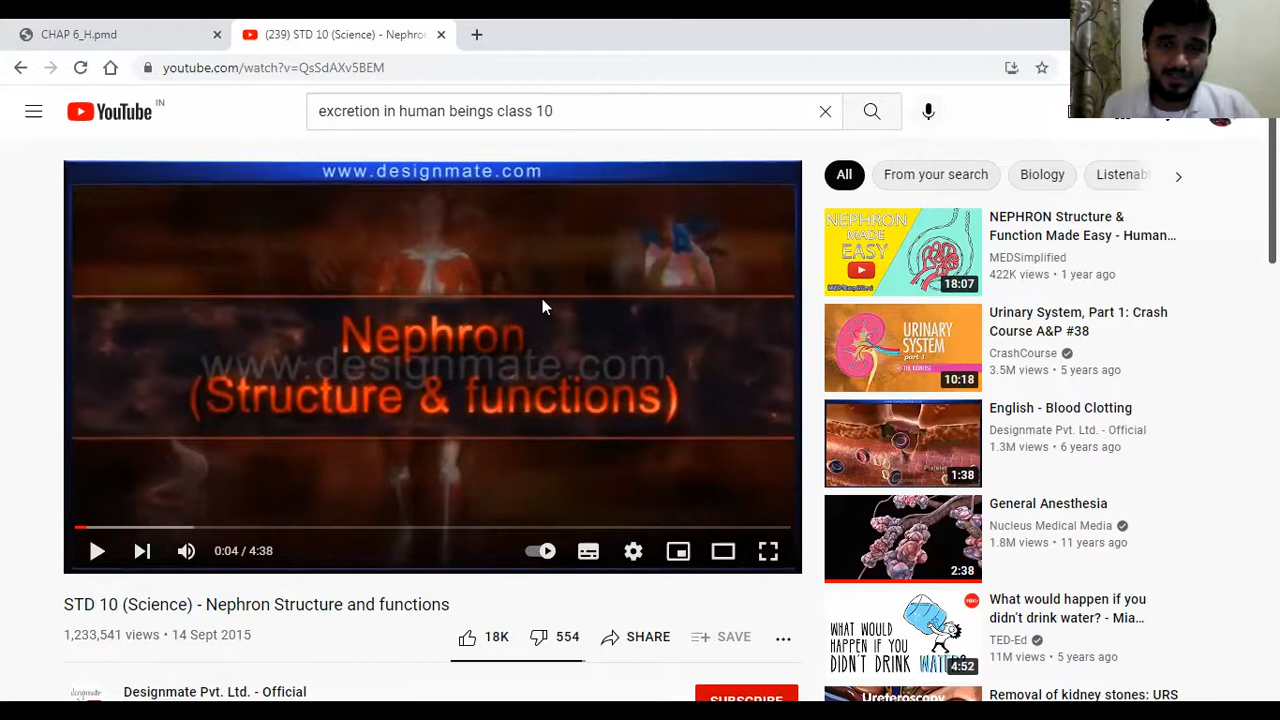 CHAP 6_H.pmd
(239) STD 10 (Science) - Nephro
youtube.com/watch?v=QsSdAXv5BEM
YouTube IN
excretion in human beings class 10
www.designmate.com
Nephron
(Structure & functions)
0:04 / 4:38
STD 10 (Science) - Nephron Structure and functions
1,233,541 views • 14 Sept 2015
18K
554
SHARE
SAVE
designmate
Designmate Pvt. Ltd. - Official
SUBSCRIBE
All
From your search
Biology
Listenab
NEPHRON MADE EASY
18:07
NEPHRON Structure &
Function Made Easy - Human...
MEDSimplified
422K views • 1 year ago
URINARY
SYSTEM
part 1
10:18
Urinary System, Part 1: Crash
Course A&P #38
CrashCourse
3.5M views • 5 years ago
Platele
1:38
English - Blood Clotting
Designmate Pvt. Ltd. - Official
1.3M views • 6 years ago
2:38
General Anesthesia
Nucleus Medical Media
1.8M views • 11 years ago
WHAT WOULD
HAPPEN IF YOU
DIDN'T DRINK WATER?
4:52
What would happen if you
didn't drink water? - Mia...
TED-Ed
11M views • 5 years ago
Ureteroscopy
Removal of kidney stones: URS